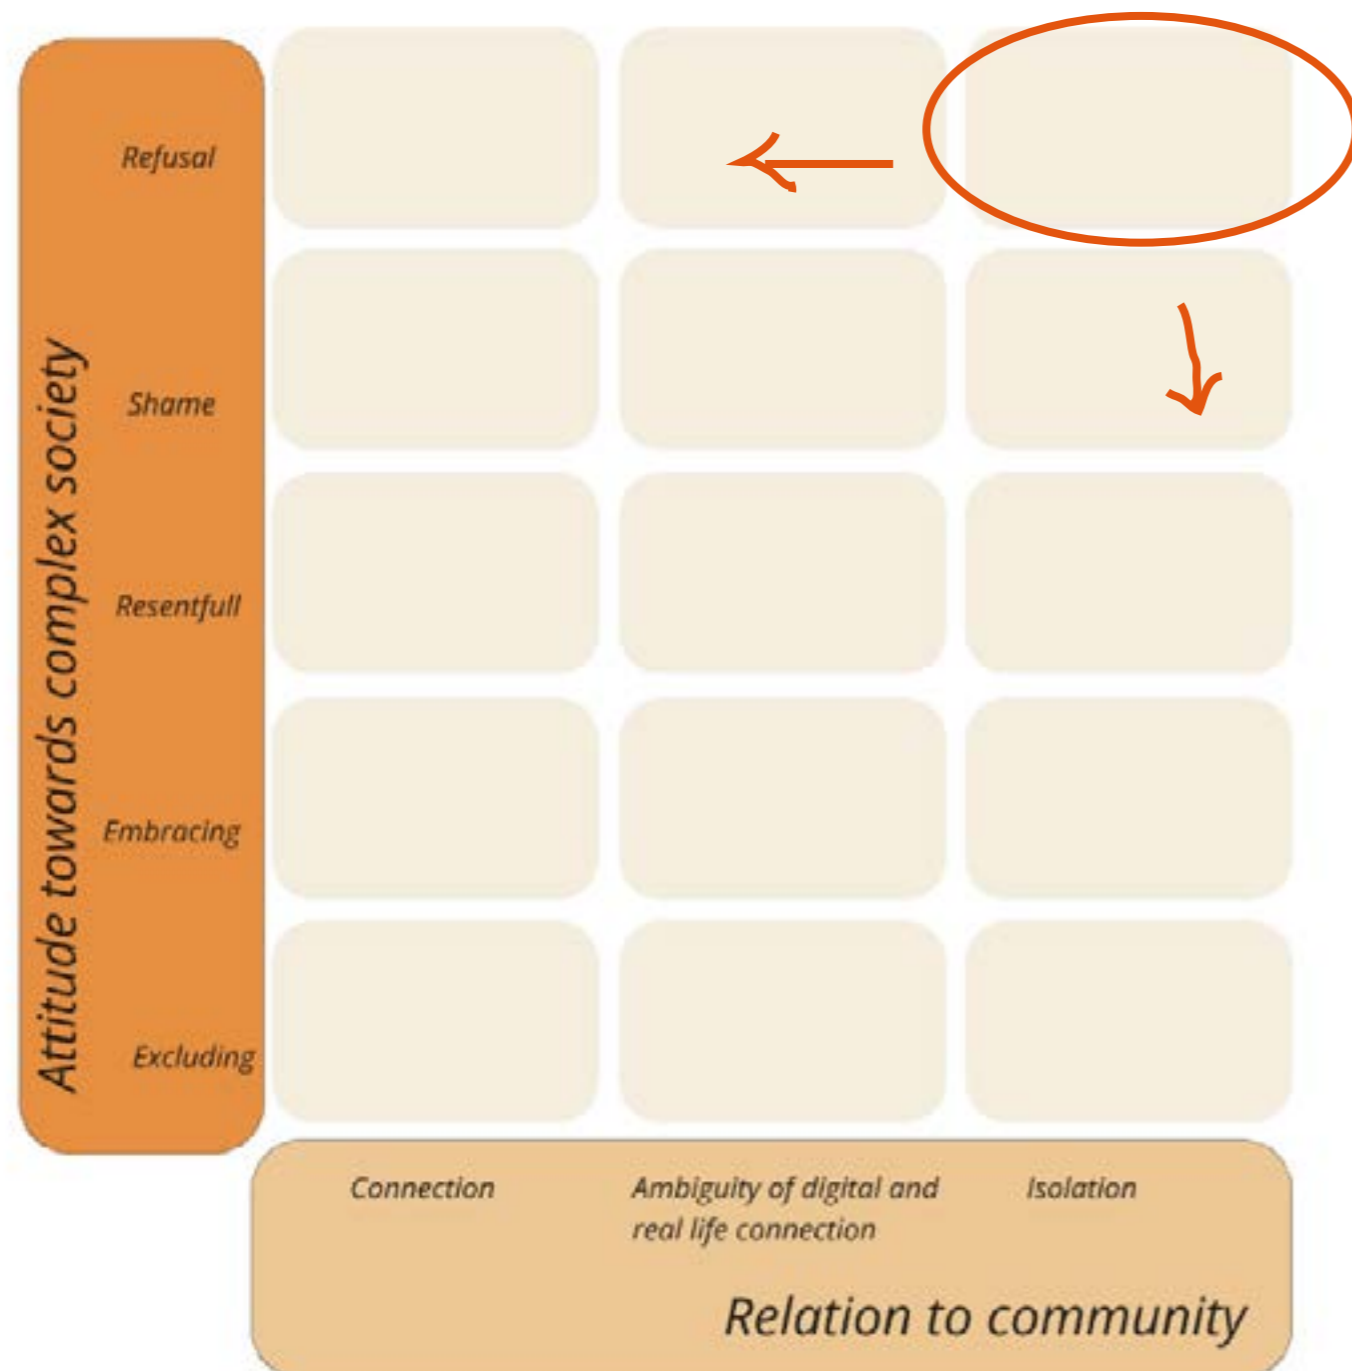 Attitude towards complex society
Refusal
Shame
Resentfull
Embracing
Excluding
Connection
Ambiguity of digital and
real life connection
Isolation
Relation to community